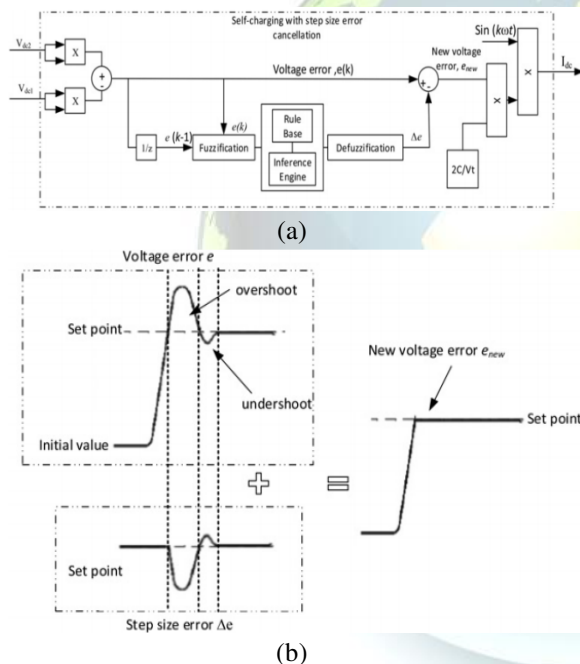 Self-charging with step size error
cancellation
Vdc2
X
Sin (kωt)
+
-
Voltage error ,e(k)
New voltage
error, enew
+
-
X
X
Idc
X
Rule
Base
e(k)
1/z
e (k-1)
Fuzzification
Defuzzification
Δe
Inference
Engine
2C/Vt
(a)
Voltage error e
overshoot
Set point
New voltage error enew
undershoot
Set point
Initial value
Set point
Step size error Δe
(b)